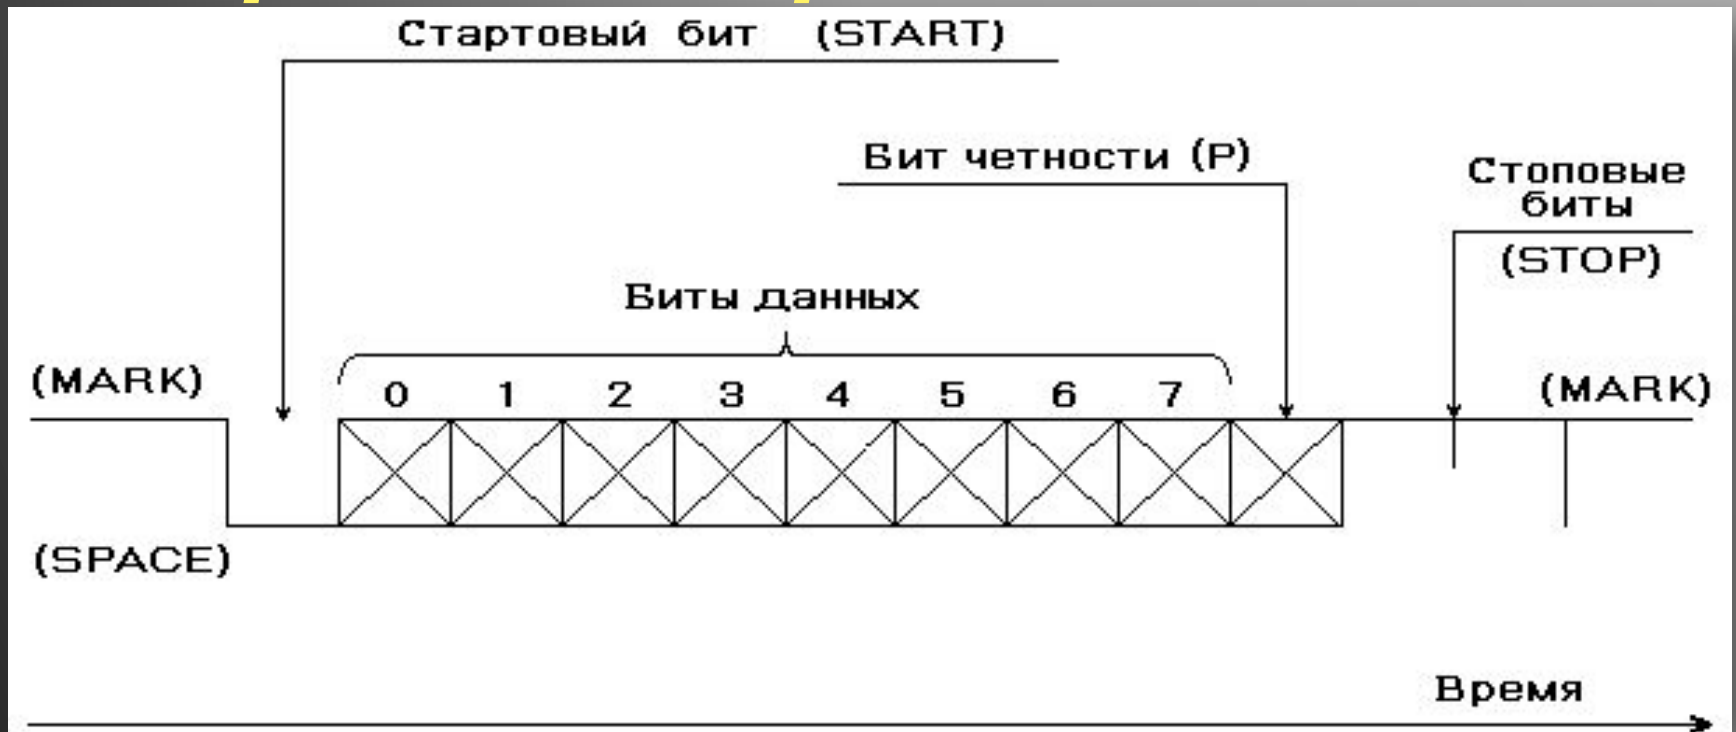 Стартовый бит (START)
Бит четности (P)
Стоповые
биты
(STOP)
Биты данных
(MARK)
0 1 2 3 4 5 6 7
(MARK)
(SPACE)
Время